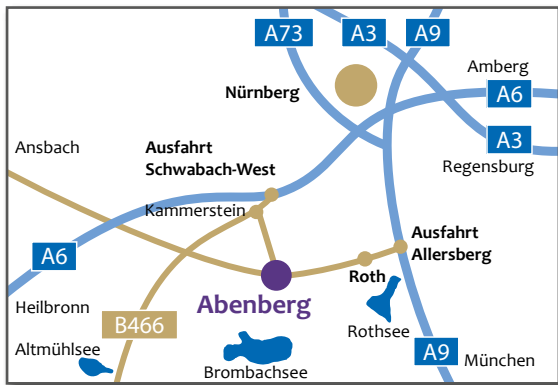 A73
A3
A9
Amberg
Nürnberg
A6
Ansbach
Ausfahrt
Schwabach-West
A3
Regensburg
Kammerstein
Ausfahrt
Allersberg
A6
Roth
Abenberg
Heilbronn
B466
Rothsee
Altmühlsee
Brombachsee
A9
München